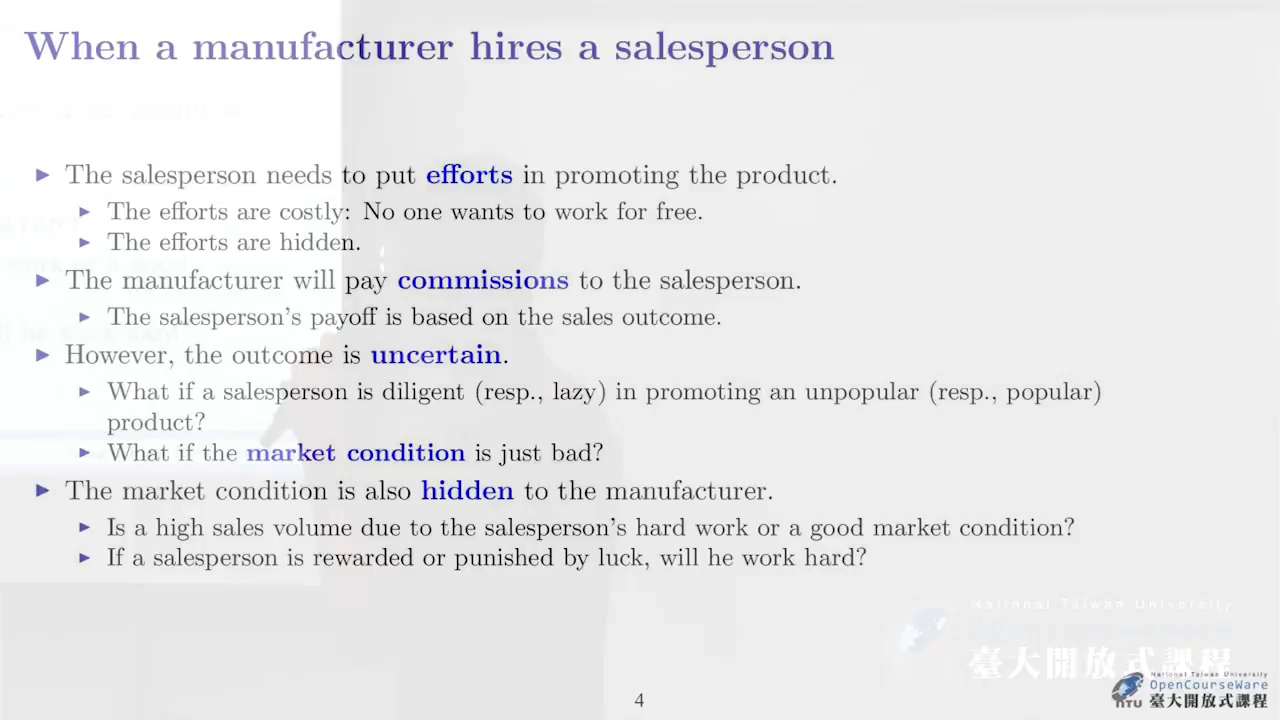 When a manufacturer hires a salesperson
▶ The salesperson needs to put efforts in promoting the product.
▶ The efforts are costly: No one wants to work for free.
▶ The efforts are hidden.
▶ The manufacturer will pay commissions to the salesperson.
▶ The salesperson's payoff is based on the sales outcome.
▶ However, the outcome is uncertain.
▶ What if a salesperson is diligent (resp., lazy) in promoting an unpopular (resp., popular)
product?
▶ What if the market condition is just bad?
▶ The market condition is also hidden to the manufacturer.
▶ Is a high sales volume due to the salesperson's hard work or a good market condition?
▶ If a salesperson is rewarded or punished by luck, will he work hard?
National Taiwan University
臺大開放式課程
National Taiwan University
OpenCourseWare
NTU 臺大開放式課程
4